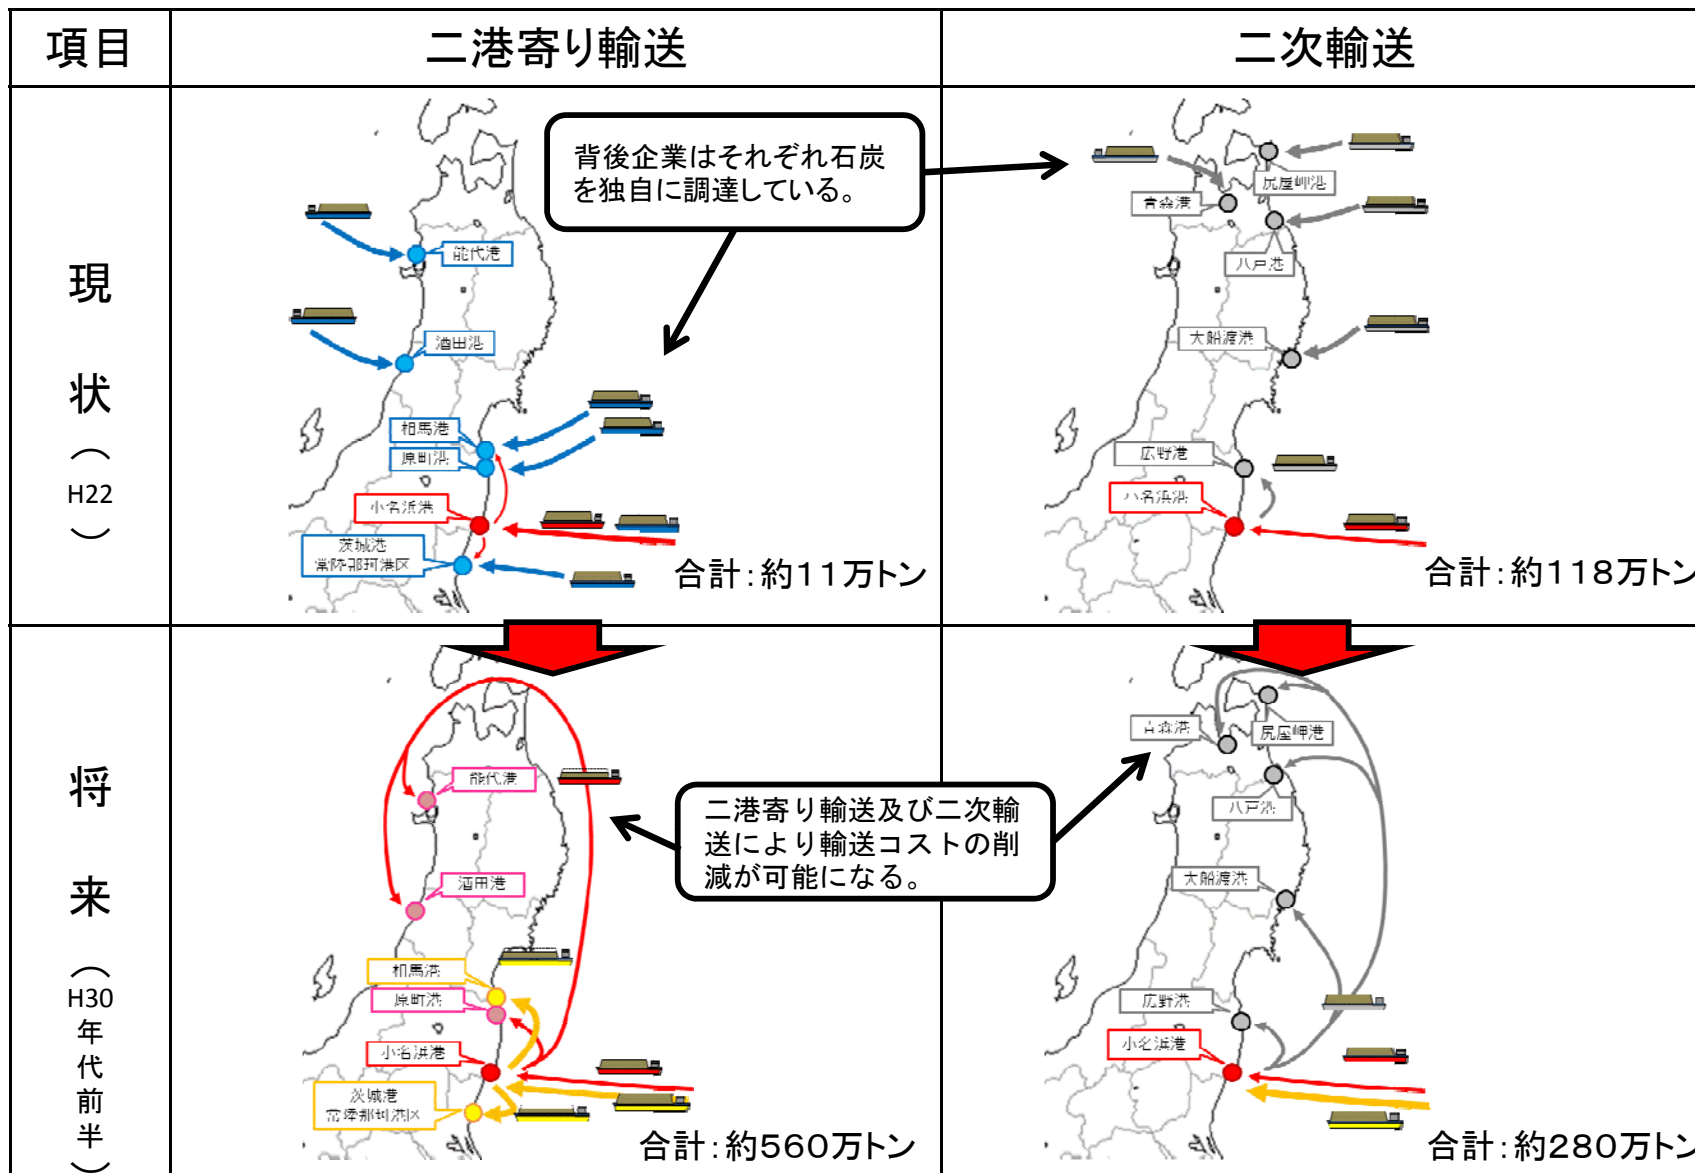 項目
二港寄り輸送
二次輸送
現状（H22）
背後企業はそれぞれ石炭
を独自に調達している。
能代港
酒田港
相馬港
原町港
小名浜港
茨城港
常陸那珂港区
合計：約11万トン
尻屋岬港
青森港
八戸港
大船渡港
広野港
小名浜港
合計：約118万トン
将来（H30年代前半）
能代港
酒田港
相馬港
原町港
小名浜港
茨城港
常陸那珂港区
合計：約560万トン
二港寄り輸送及び二次輸
送により輸送コストの削
減が可能になる。
青森港
尻屋岬港
八戸港
大船渡港
広野港
小名浜港
合計：約280万トン